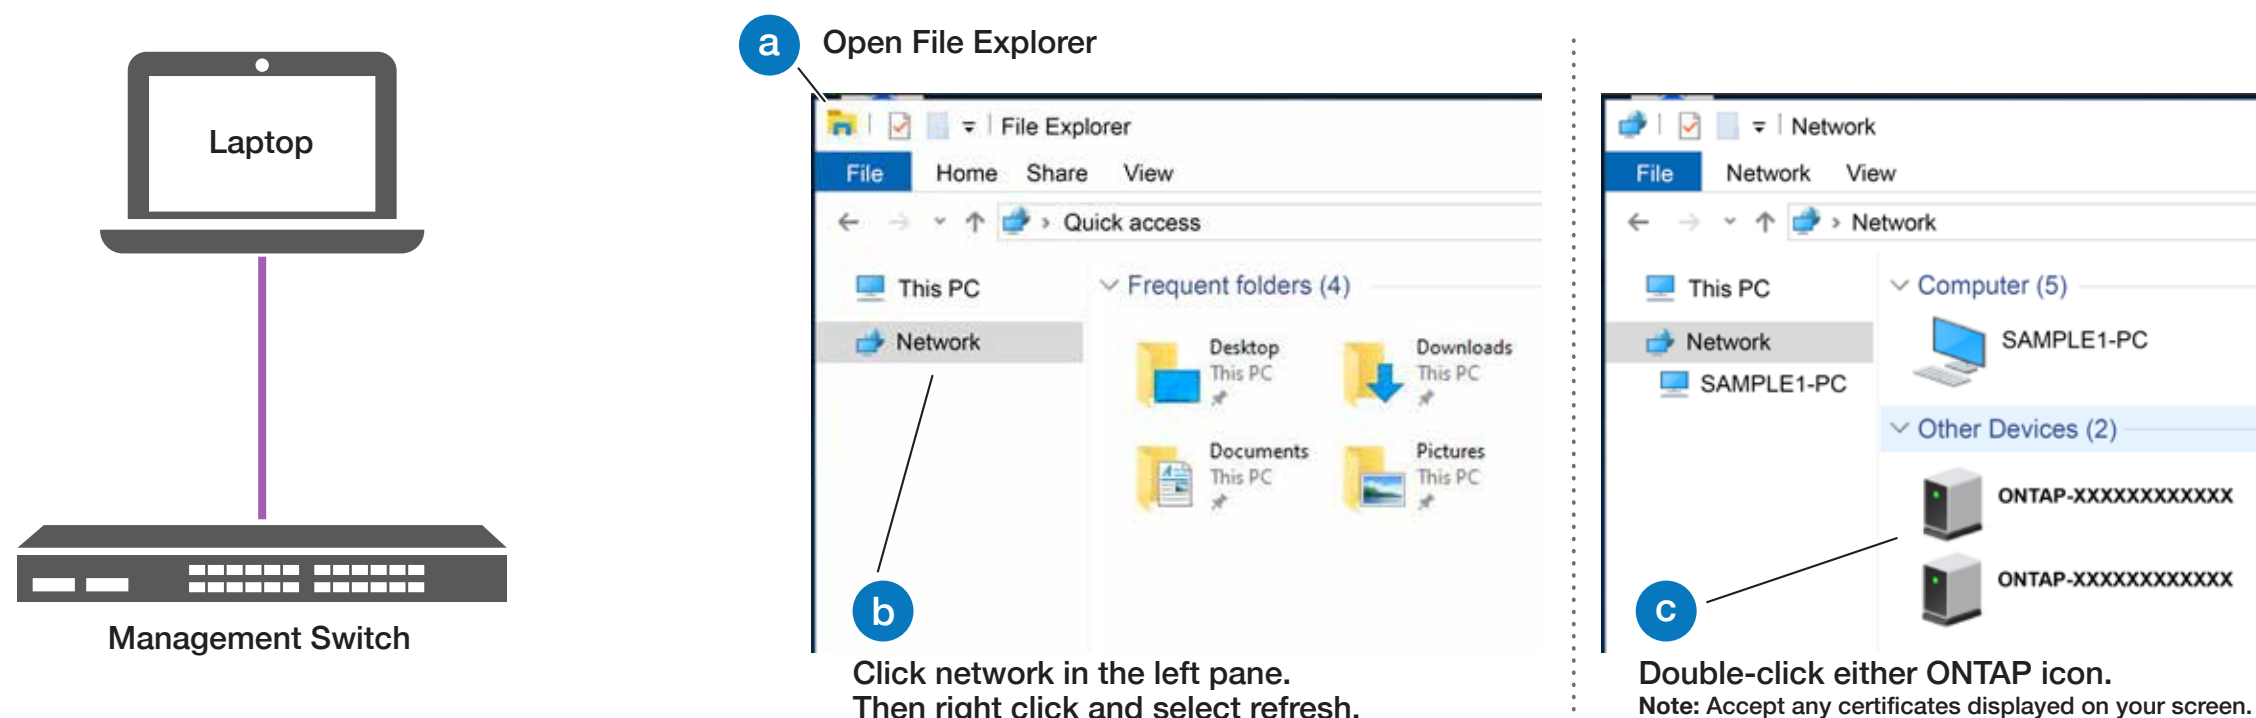 Laptop
Management Switch
a Open File Explorer
File Explorer
File Home Share View
Quick access
This PC
Network
Frequent folders (4)
Desktop
This PC
Downloads
This PC
Documents
This PC
Pictures
This PC
b
Click network in the left pane.
Then right click and select refresh.
Network
File Network View
Network
This PC
Network
SAMPLE1-PC
Computer (5)
SAMPLE1-PC
Other Devices (2)
ONTAP-XXXXXXXXXXXX
ONTAP-XXXXXXXXXXXX
c
Double-click either ONTAP icon.
Note: Accept any certificates displayed on your screen.